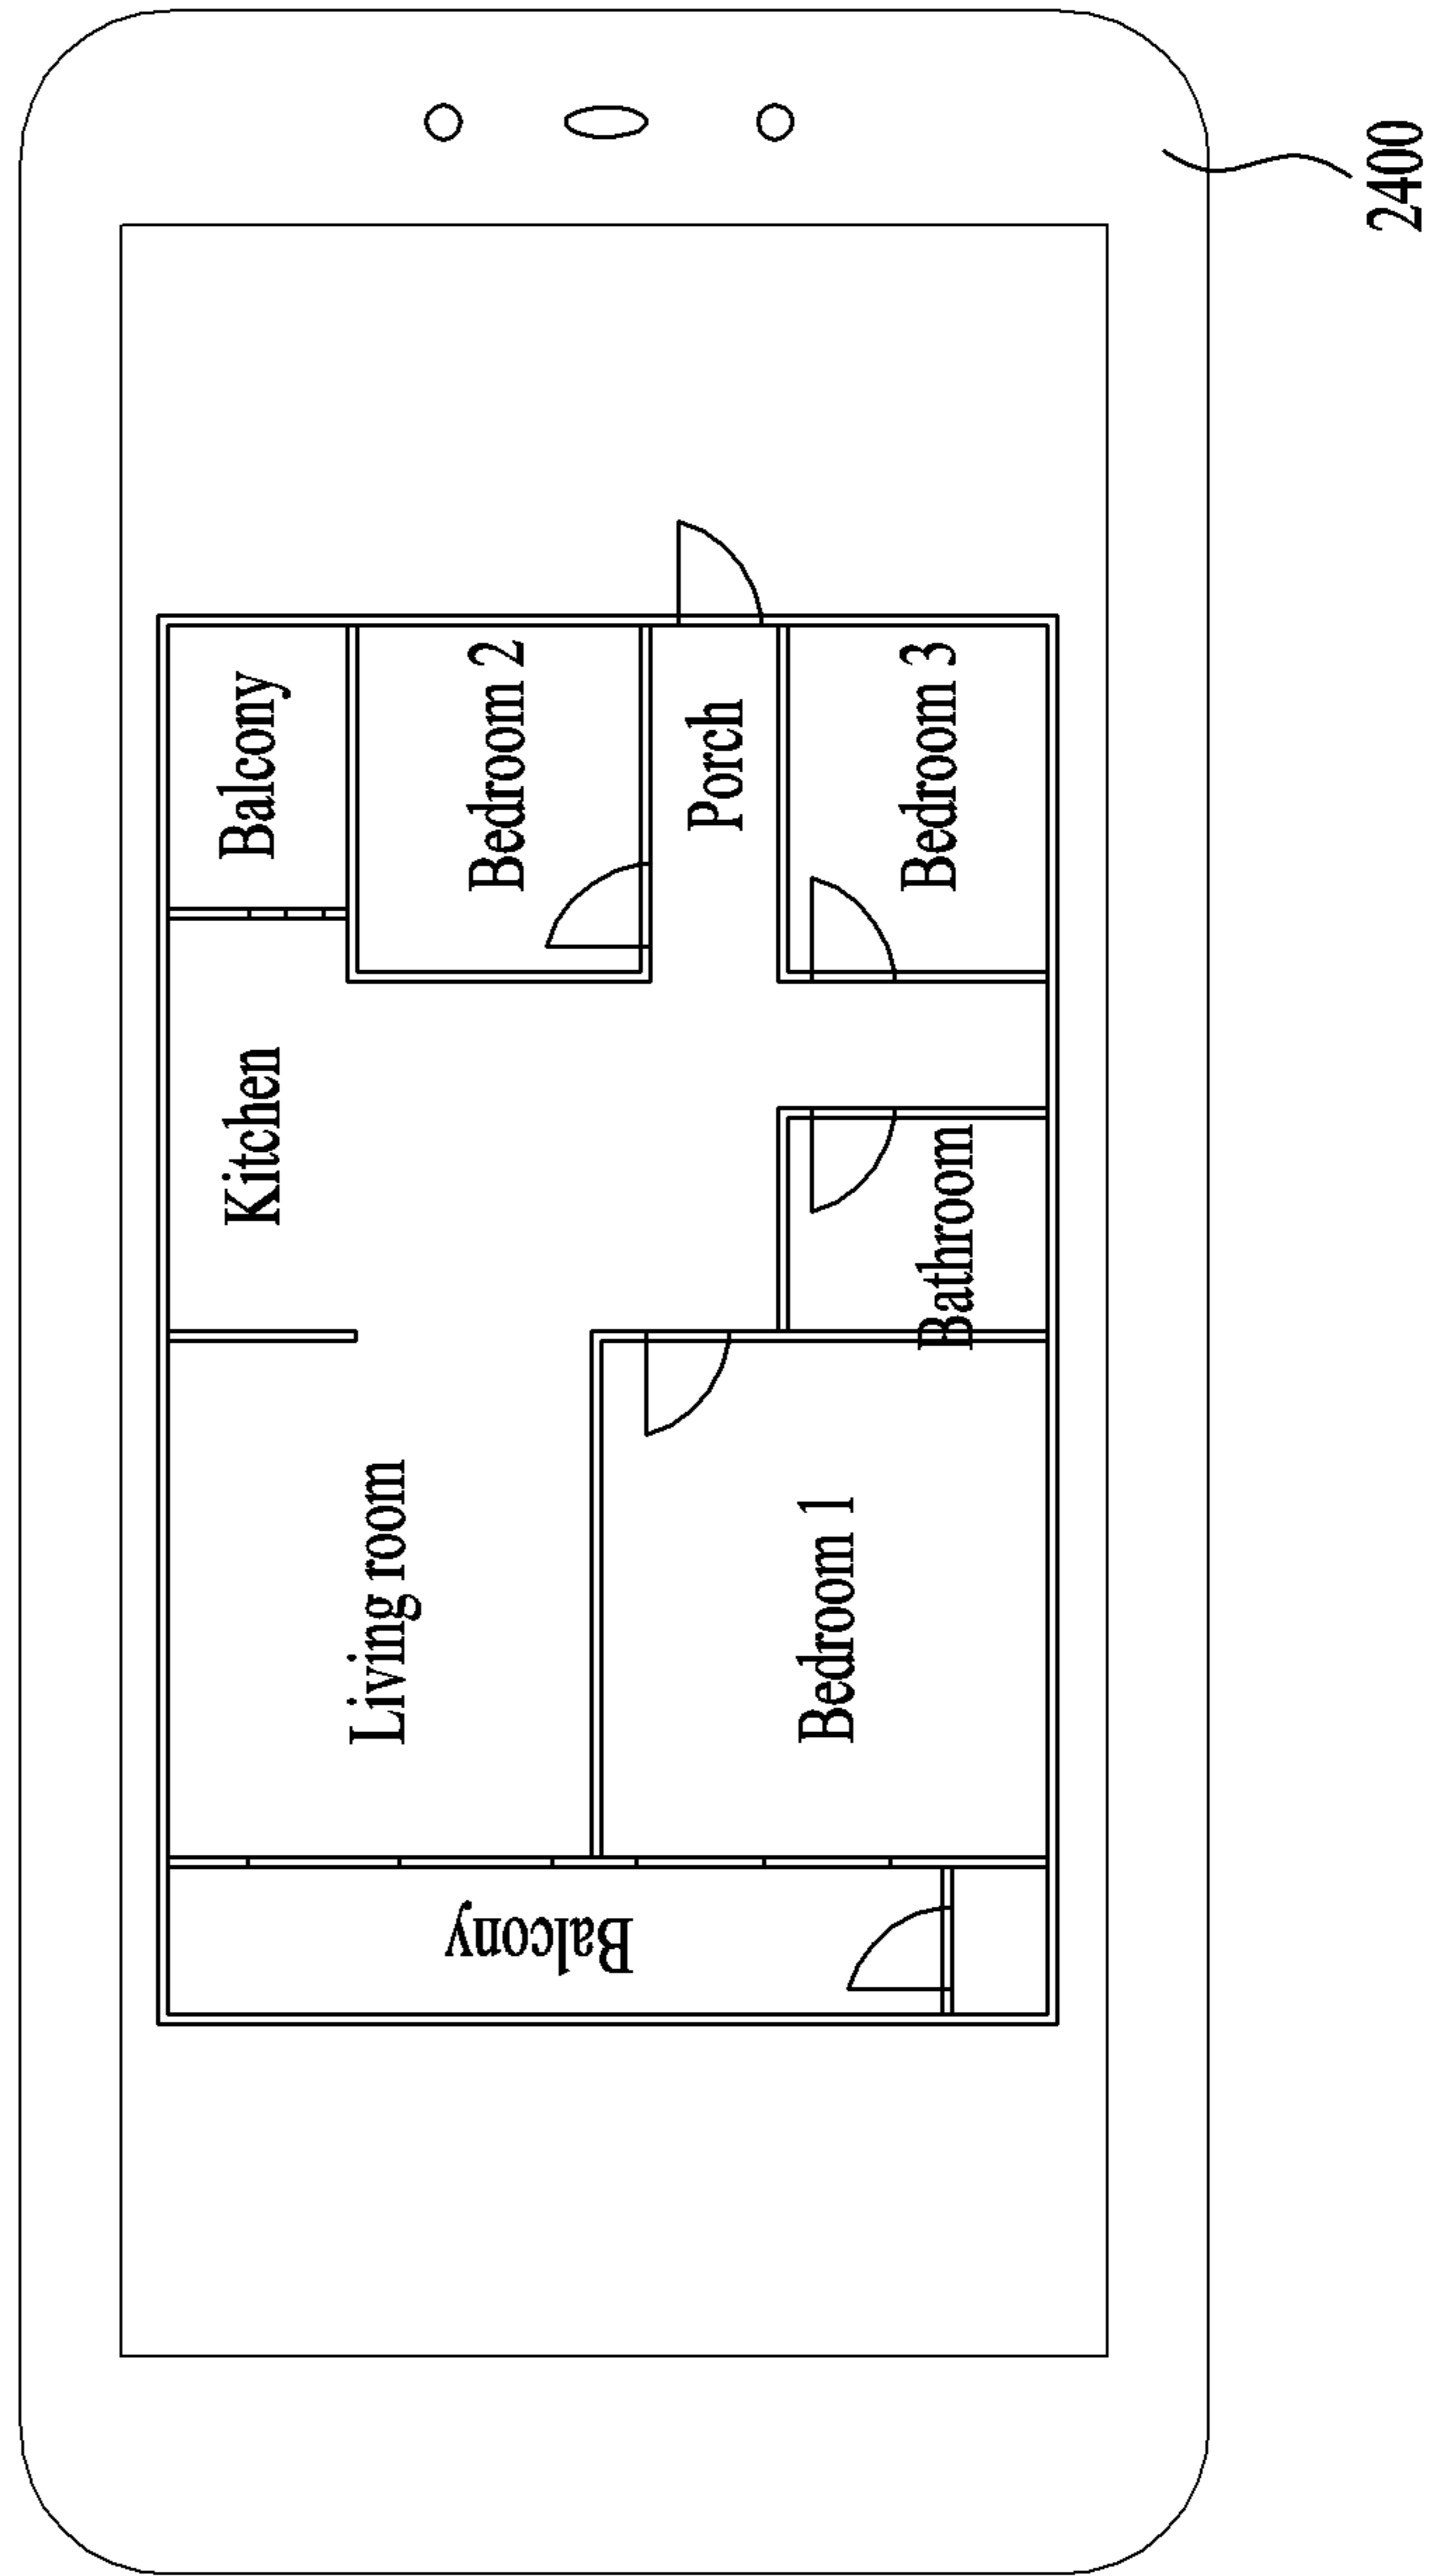 Balcony
Living room
Kitchen
Balcony
Bedroom 2
Porch
Bedroom 1
Bathroom
Bedroom 3
2400